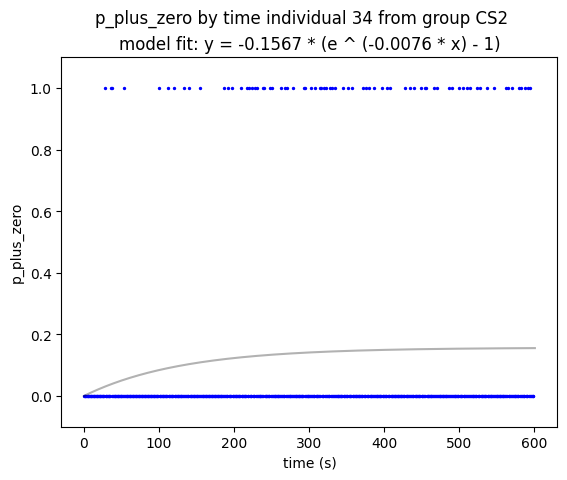 p_plus_zero by time individual 34 from group CS2
model fit: y = -0.1567 * (e ^ (-0.0076 * x) - 1)
p_plus_zero
1.0
0.8
0.6
0.4
0.2
0.0
0 100 200 300 400 500 600
time (s)